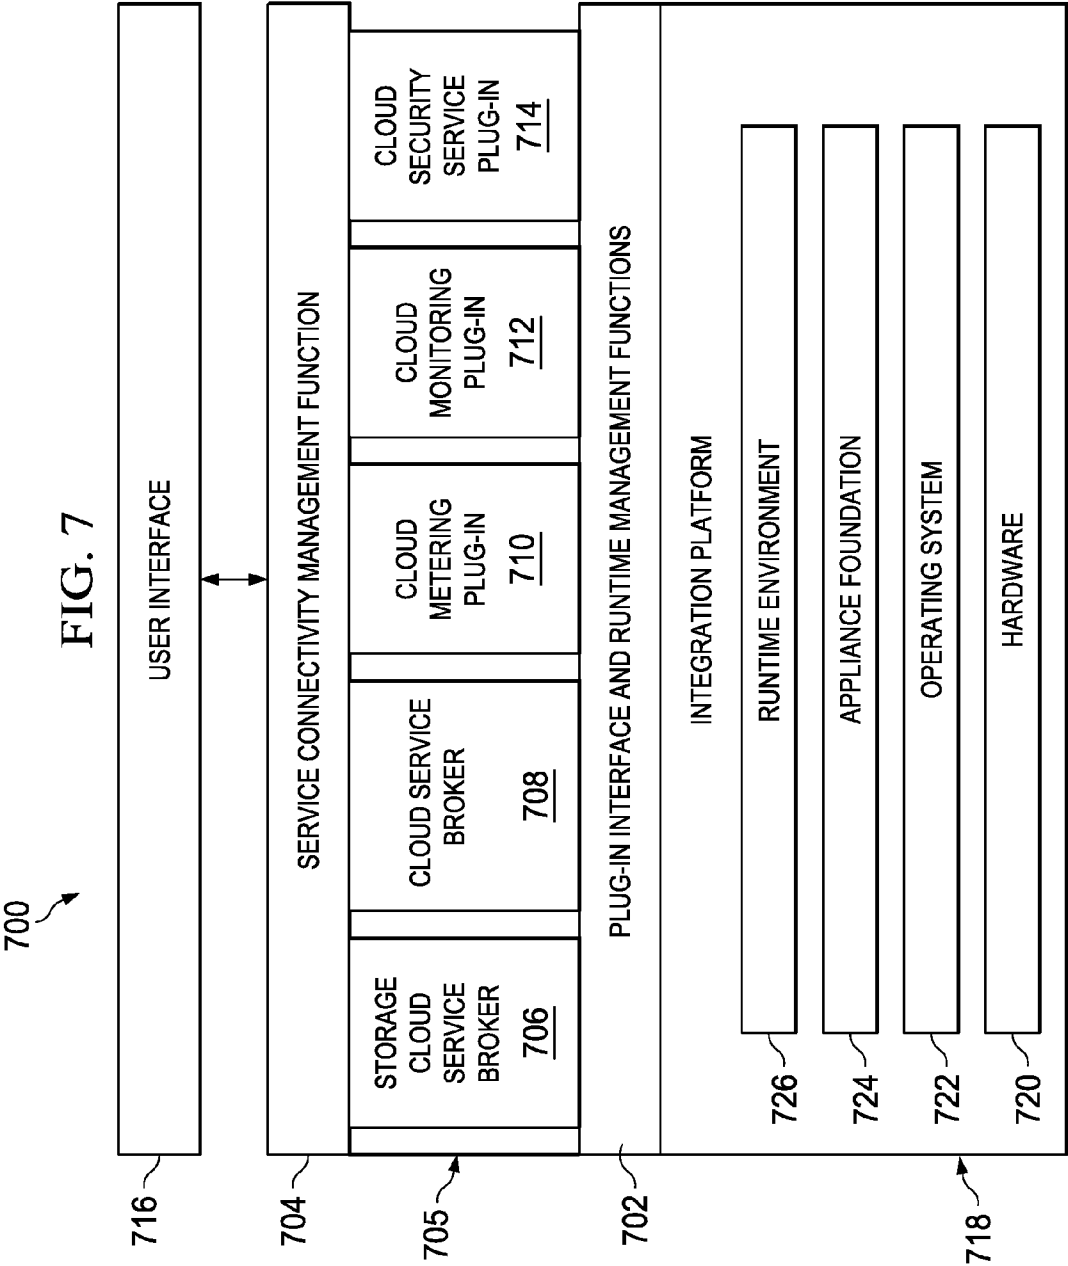 FIG. 7
700
716
USER INTERFACE
704
SERVICE CONNECTIVITY MANAGEMENT FUNCTION
705
STORAGE
CLOUD
SERVICE
BROKER
706
CLOUD SERVICE
BROKER
708
CLOUD
METERING
PLUG-IN
710
CLOUD
MONITORING
PLUG-IN
712
CLOUD
SECURITY
SERVICE
PLUG-IN
714
702
PLUG-IN INTERFACE AND RUNTIME MANAGEMENT FUNCTIONS
INTEGRATION PLATFORM
726
RUNTIME ENVIRONMENT
724
APPLIANCE FOUNDATION
722
OPERATING SYSTEM
720
HARDWARE
718